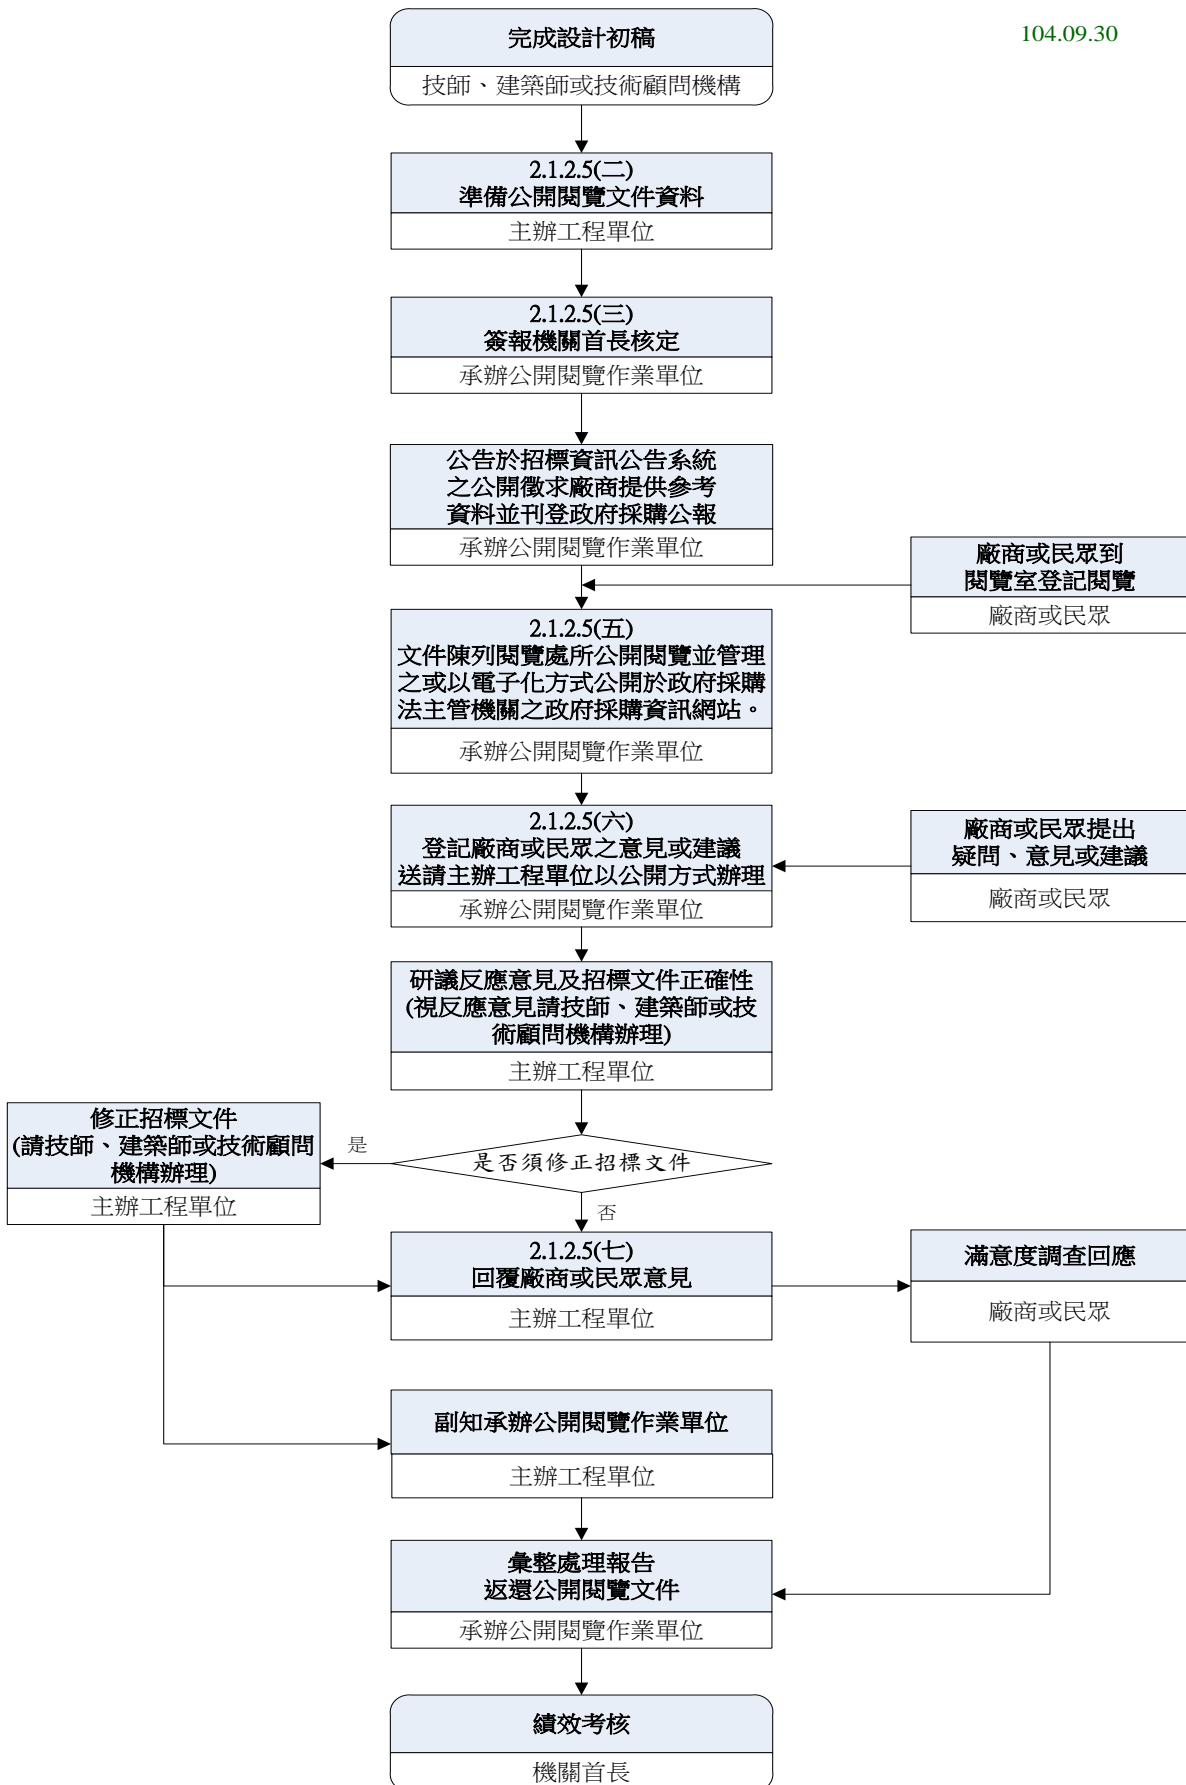 104.09.30
完成設計初稿
技師、建築師或技術顧問機構
2.1.2.5(二)
準備公開閱覽文件資料
主辦工程單位
2.1.2.5(三)
簽報機關首長核定
承辦公開閱覽作業單位
公告於招標資訊公告系統
之公開徵求廠商提供參考
資料並刊登政府採購公報
承辦公開閱覽作業單位
廠商或民眾到
閱覽室登記閱覽
廠商或民眾
2.1.2.5(五)
文件陳列閱覽處所公開閱覽並管理
之或以電子化方式公開於政府採購
法主管機關之政府採購資訊網站。
承辦公開閱覽作業單位
2.1.2.5(六)
登記廠商或民眾之意見或建議
送請主辦工程單位以公開方式辦理
承辦公開閱覽作業單位
廠商或民眾提出
疑問、意見或建議
廠商或民眾
研議反應意見及招標文件正確性
(視反應意見請技師、建築師或技
術顧問機構辦理)
主辦工程單位
修正招標文件
(請技師、建築師或技術顧問
機構辦理)
主辦工程單位
是
是否須修正招標文件
否
2.1.2.5(七)
回覆廠商或民眾意見
主辦工程單位
滿意度調查回應
廠商或民眾
副知承辦公開閱覽作業單位
主辦工程單位
彙整處理報告
返還公開閱覽文件
承辦公開閱覽作業單位
績效考核
機關首長